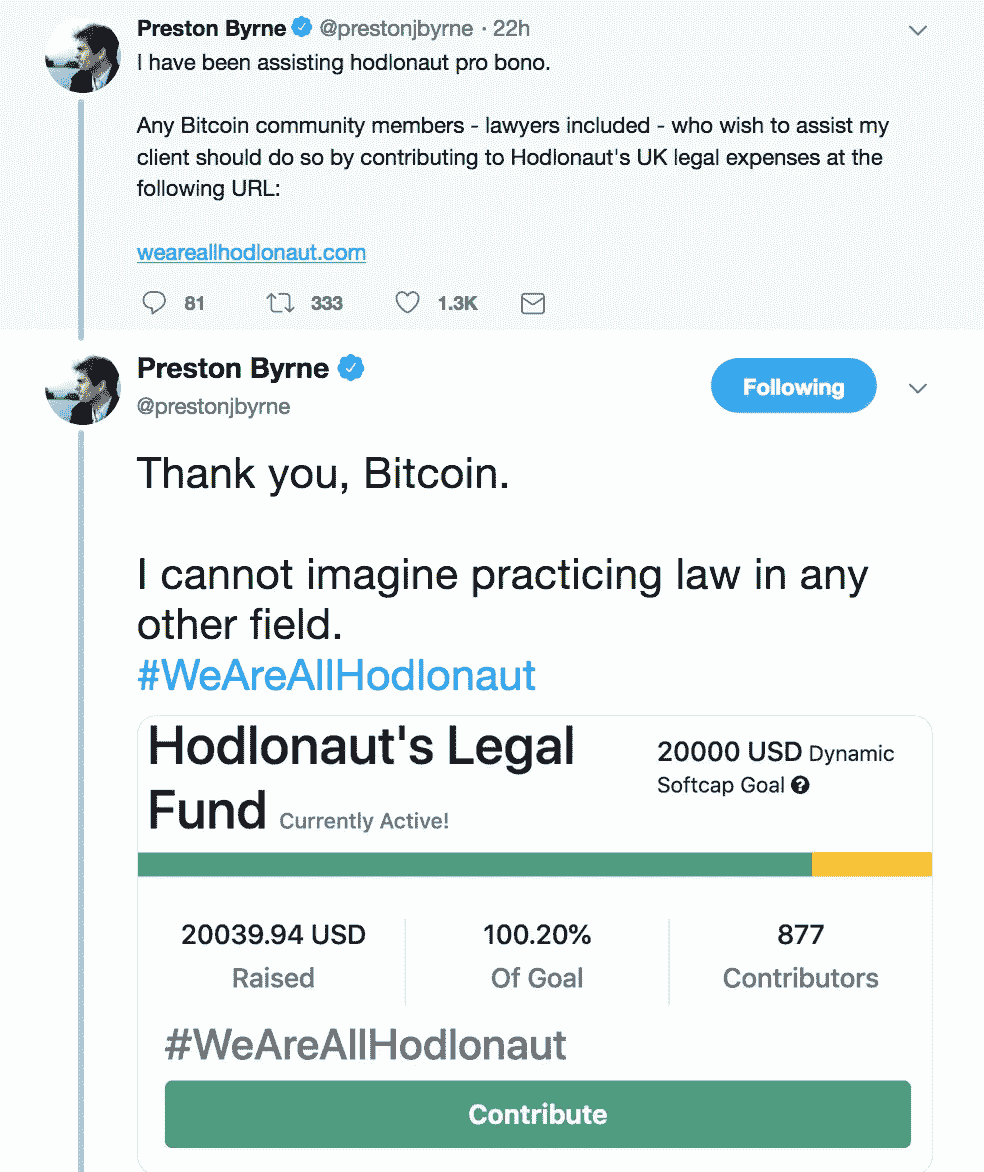 Preston Byrne @prestonjbyrne · 22h
I have been assisting hodlonaut pro bono.
Any Bitcoin community members - lawyers included - who wish to assist my
client should do so by contributing to Hodlonaut's UK legal expenses at the
following URL:
weareallhodlonaut.com
81 333 1.3K
Preston Byrne
@prestonjbyrne
Following
Thank you, Bitcoin.
I cannot imagine practicing law in any
other field.
#WeAreAllHodlonaut
Hodlonaut's Legal
Fund Currently Active!
20000 USD Dynamic
Softcap Goal ?
20039.94 USD 100.20% 877
Raised Of Goal Contributors
#WeAreAllHodlonaut
Contribute